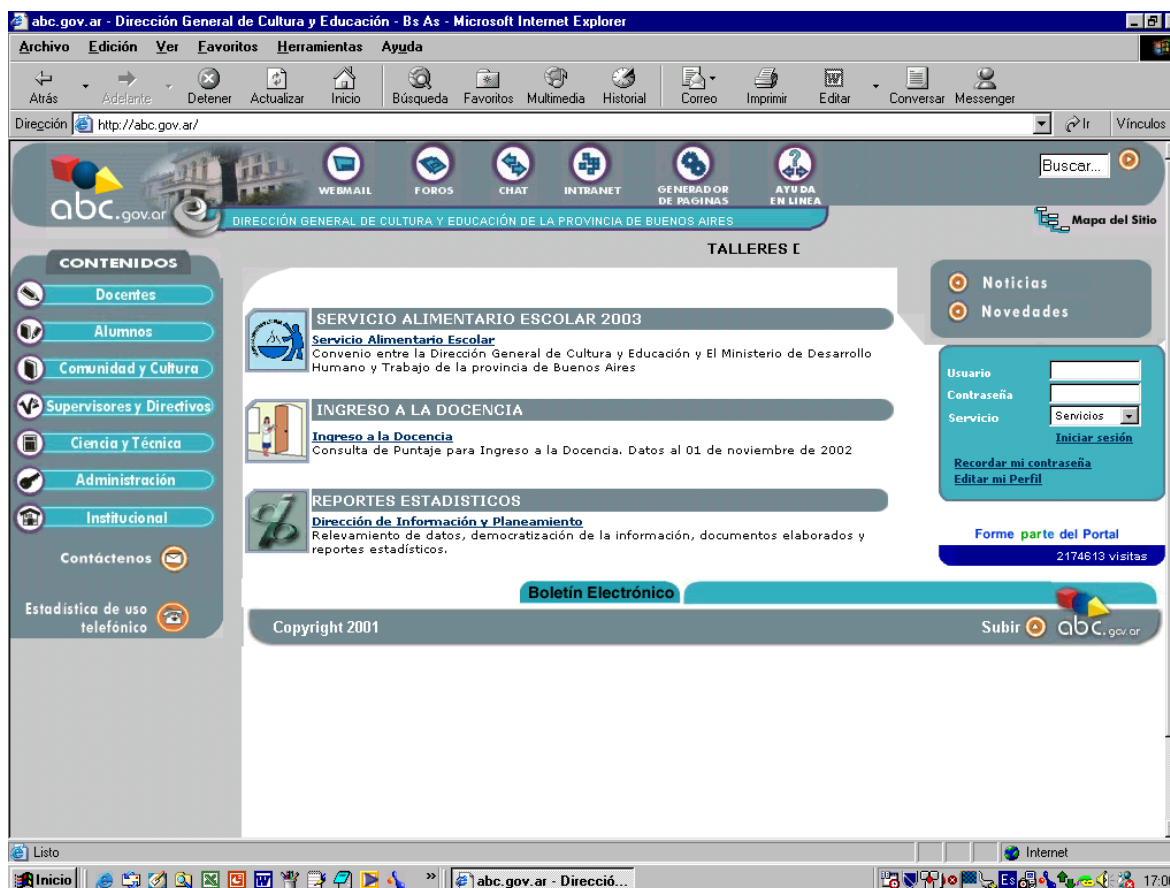 abc.gov.ar - Dirección General de Cultura y Educación - Bs As - Microsoft Internet Explorer
Archivo Edición Ver Favoritos Herramientas Ayuda
Atrás Adelante Detener Actualizar Inicio Búsqueda Favoritos Multimedia Historial Correo Imprimir Editar Conversar Messenger
Dirección http://abc.gov.ar/ Ir Vínculos
abc.gov.ar
WEBMAIL FOROS CHAT INTRANET GENERADOR DE PAGINAS AYUDA EN LINEA
Buscar...
DIRECCIÓN GENERAL DE CULTURA Y EDUCACIÓN DE LA PROVINCIA DE BUENOS AIRES
Mapa del Sitio
TALLERES
CONTENIDOS
Docentes
Alumnos
Comunidad y Cultura
Supervisores y Directivos
Ciencia y Técnica
Administración
Institucional
Contáctenos
Estadística de uso
telefónico
SERVICIO ALIMENTARIO ESCOLAR 2003
Servicio Alimentario Escolar
Convenio entre la Dirección General de Cultura y Educación y El Ministerio de Desarrollo
Humano y Trabajo de la provincia de Buenos Aires
INGRESO A LA DOCENCIA
Ingreso a la Docencia
Consulta de Puntaje para Ingreso a la Docencia. Datos al 01 de noviembre de 2002
REPORTES ESTADISTICOS
Dirección de Información y Planeamiento
Relevamiento de datos, democratización de la información, documentos elaborados y
reportes estadísticos.
Noticias
Novedades
Usuario
Contraseña
Servicio Servicios
Iniciar sesión
Recordar mi contraseña
Editar mi Perfil
Forme parte del Portal
2174613 visitas
Boletín Electrónico
Copyright 2001 Subir abc.gov.ar
Listo Internet
Inicio » abc.gov.ar - Direcció... Es